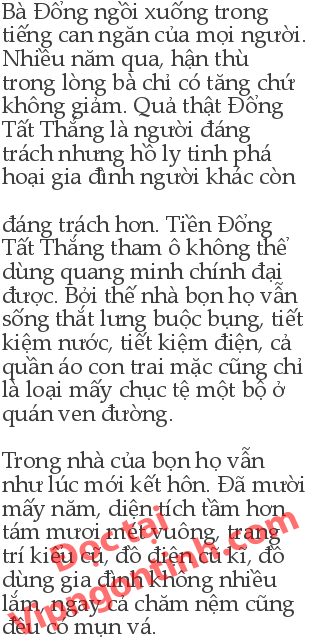 Bà Đổng ngồi xuống trong
tiếng can ngăn của mọi người.
Nhiều năm qua, hận thù
trong lòng bà chỉ có tăng chứ
không giảm. Quả thật Đổng
Tất Thắng là người đáng
trách nhưng hồ ly tinh phá
hoại gia đình người khác còn
đáng trách hơn. Tiền Đổng
Tất Thắng tham ô không thể
dùng quang minh chính đại
được. Bởi thế nhà bọn họ vẫn
sống thắt lưng buộc bụng, tiết
kiệm nước, tiết kiệm điện, cả
quần áo con trai mặc cũng chỉ
là loại mấy chục tệ một bộ ở
quán ven đường.
Trong nhà của bọn họ vẫn
như lúc mới kết hôn. Đã mười
mấy năm, diện tích tầm hơn
tám mươi mét vuông, trang
trí kiểu cũ, đồ điện cũ kĩ, đồ
dùng gia đình không nhiều
lắm, ngay cả chăm nệm cũng
đều có mụn vá.
Đọc tại
Vipngontinh.com